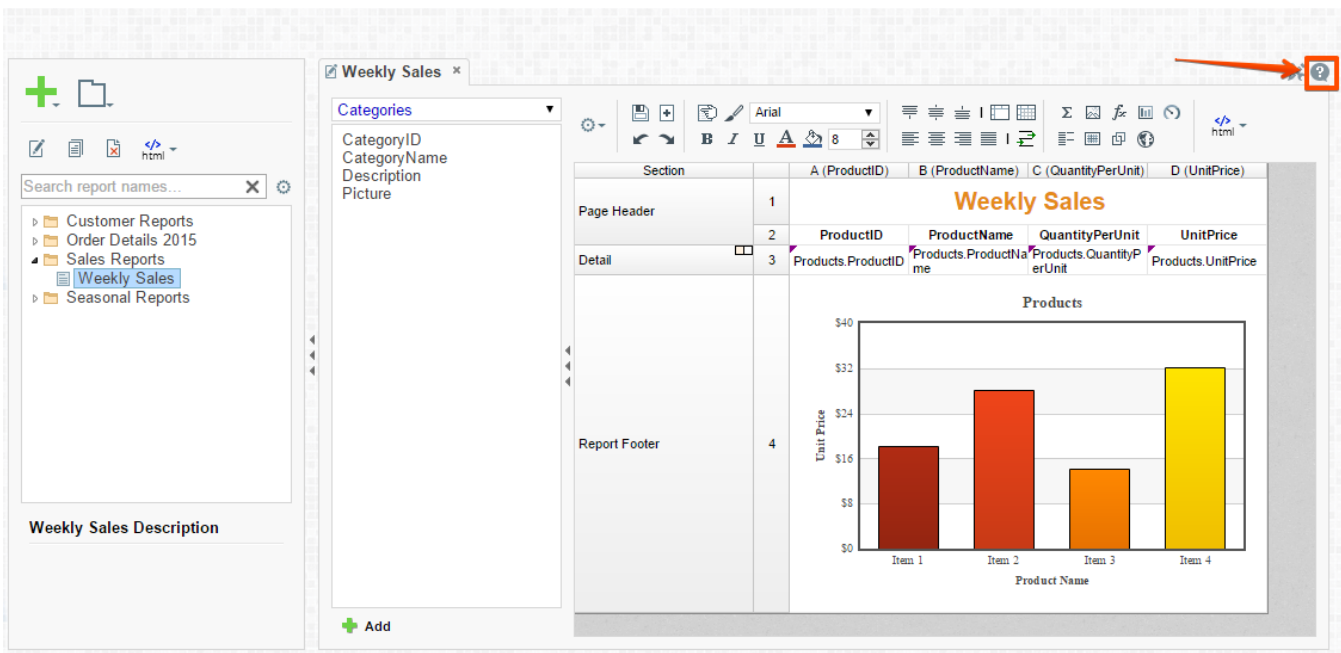 Weekly Sales ×
</> html
Search report names...
Customer Reports
Order Details 2015
Sales Reports
Weekly Sales
Seasonal Reports
Weekly Sales Description
Categories
CategoryID
CategoryName
Description
Picture
Add
Arial
B I U A 8
Σ fx
</> html
Section A (ProductID) B (ProductName) C (QuantityPerUnit) D (UnitPrice)
Page Header 1 Weekly Sales
2 ProductID ProductName QuantityPerUnit UnitPrice
Detail 3 Products.ProductID Products.ProductNa Products.QuantityP Products.UnitPrice
me erUnit
Report Footer 4
Products
$40
$32
$24
$16
$8
$0
Unit Price
Item 1 Item 2 Item 3 Item 4
Product Name
?